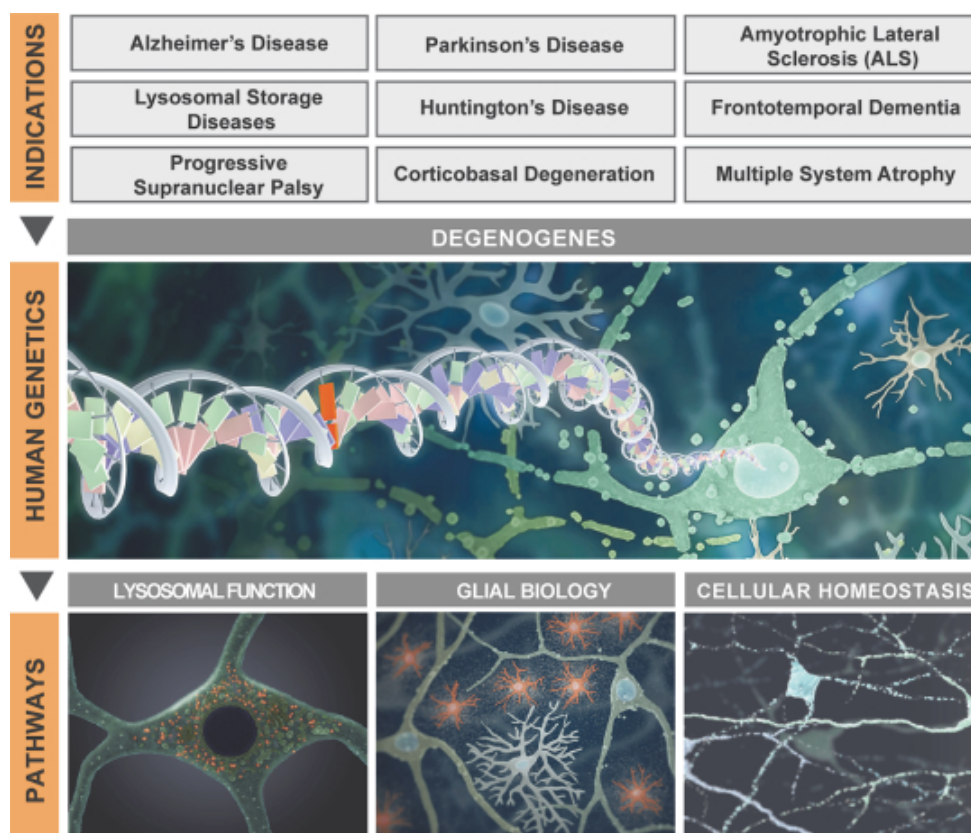 INDICATIONS
Alzheimer's Disease
Parkinson's Disease
Amyotrophic Lateral
Sclerosis (ALS)
Lysosomal Storage
Diseases
Huntington's Disease
Frontotemporal Dementia
Progressive
Supranuclear Palsy
Corticobasal Degeneration
Multiple System Atrophy
HUMAN GENETICS
DEGENOGENES
PATHWAYS
LYSOSOMAL FUNCTION
GLIAL BIOLOGY
CELLULAR HOMEOSTASIS